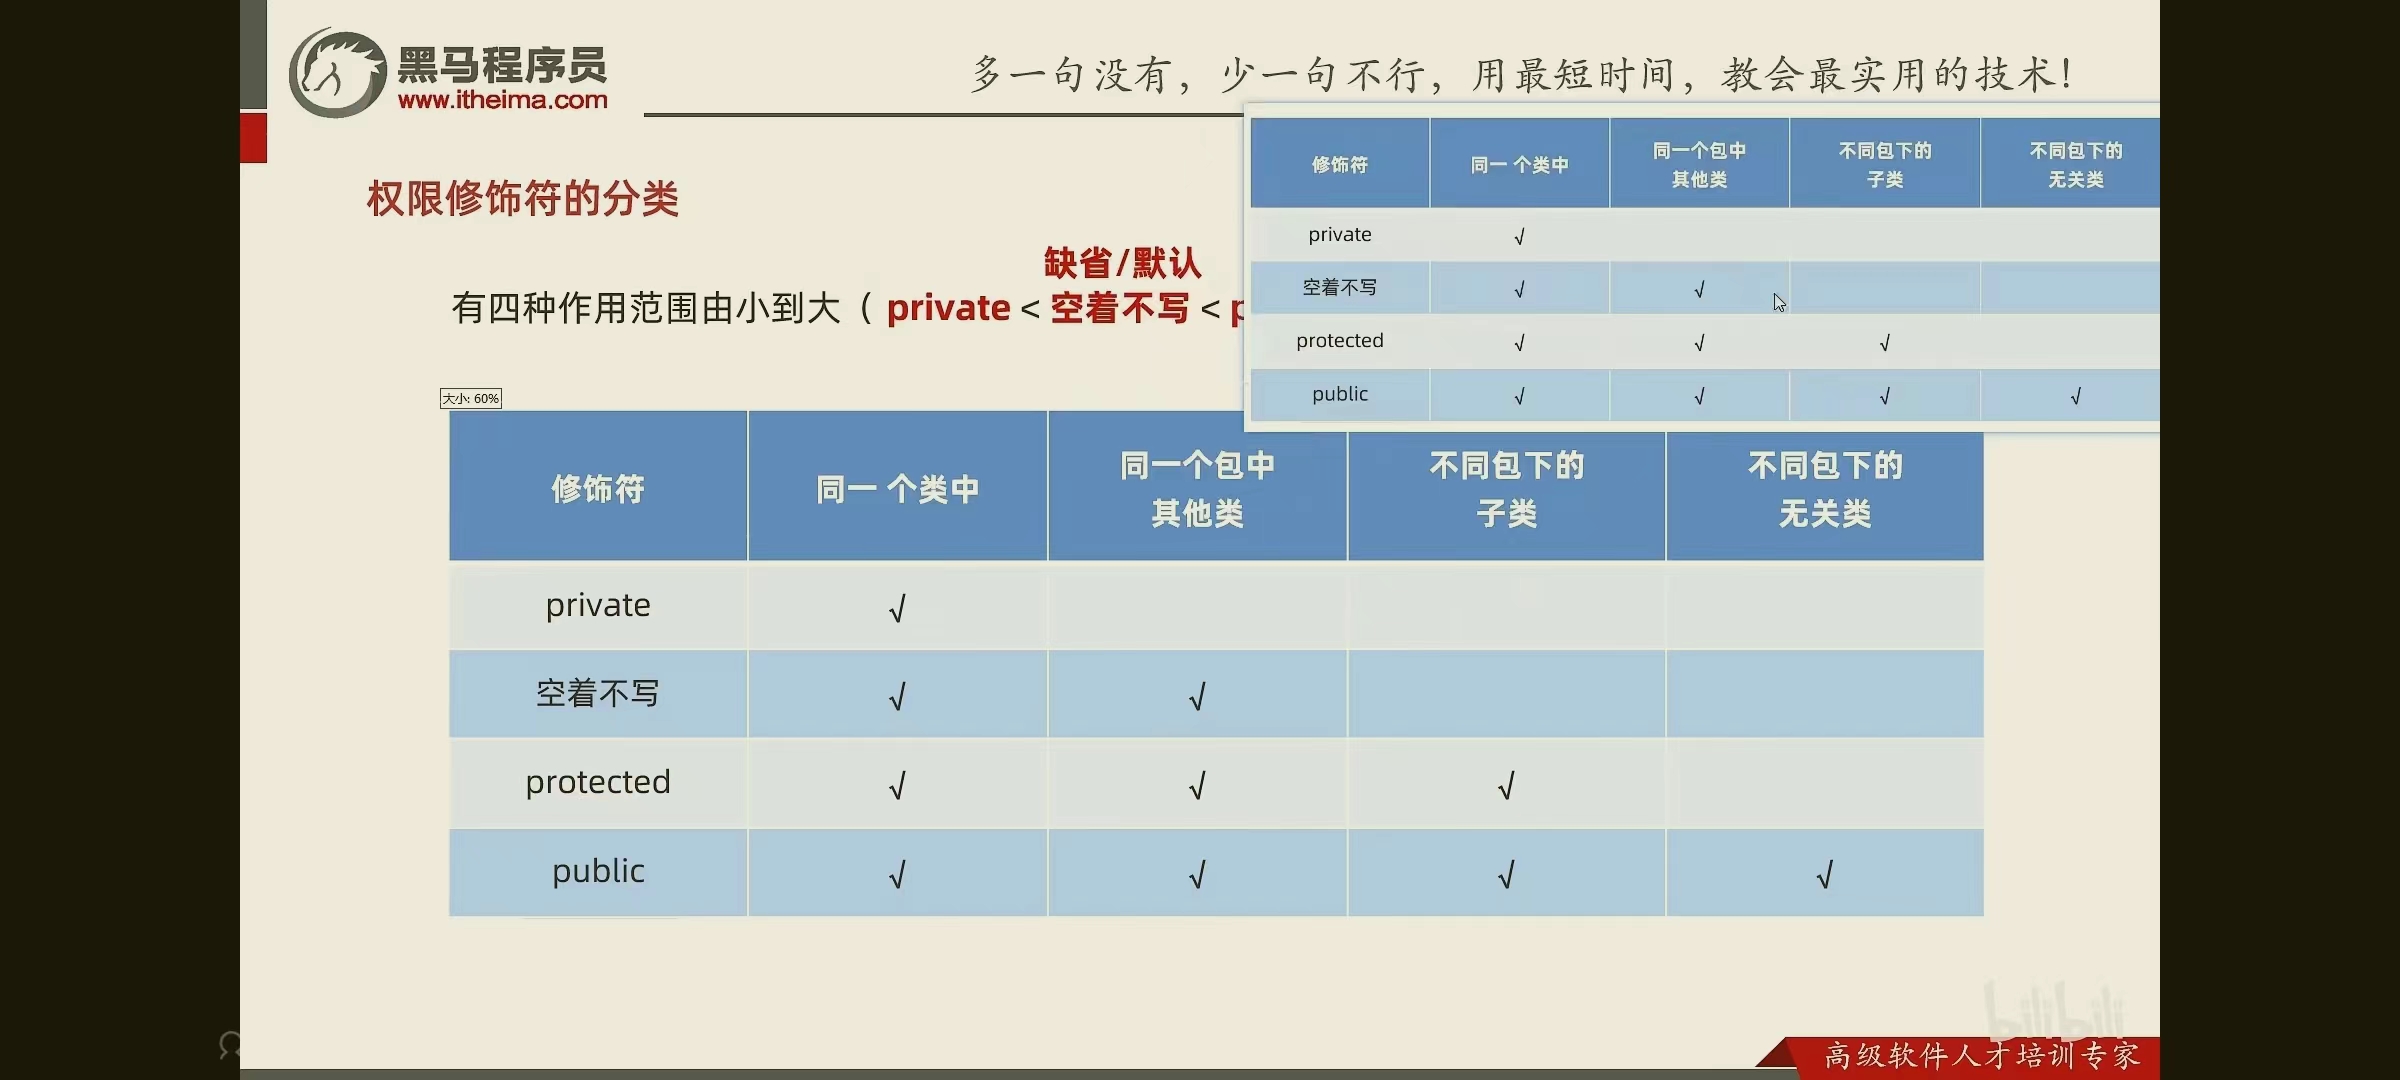 黑马程序员
www.itheima.com
多一句没有，少一句不行，用最短时间，教会最实用的技术！
权限修饰符的分类
缺省/默认
有四种作用范围由小到大（ private < 空着不写 < p
修饰符 同一 个类中 同一个包中其他类 不同包下的子类 不同包下的无关类
private √
空着不写 √ √
protected √ √ √
public √ √ √ √
大小: 60%
修饰符 同一 个类中 同一个包中其他类 不同包下的子类 不同包下的无关类
private √
空着不写 √ √
protected √ √ √
public √ √ √ √
bilibili
高级软件人才培训专家